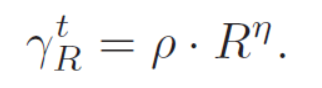 γ_R^t = ρ · R^η.